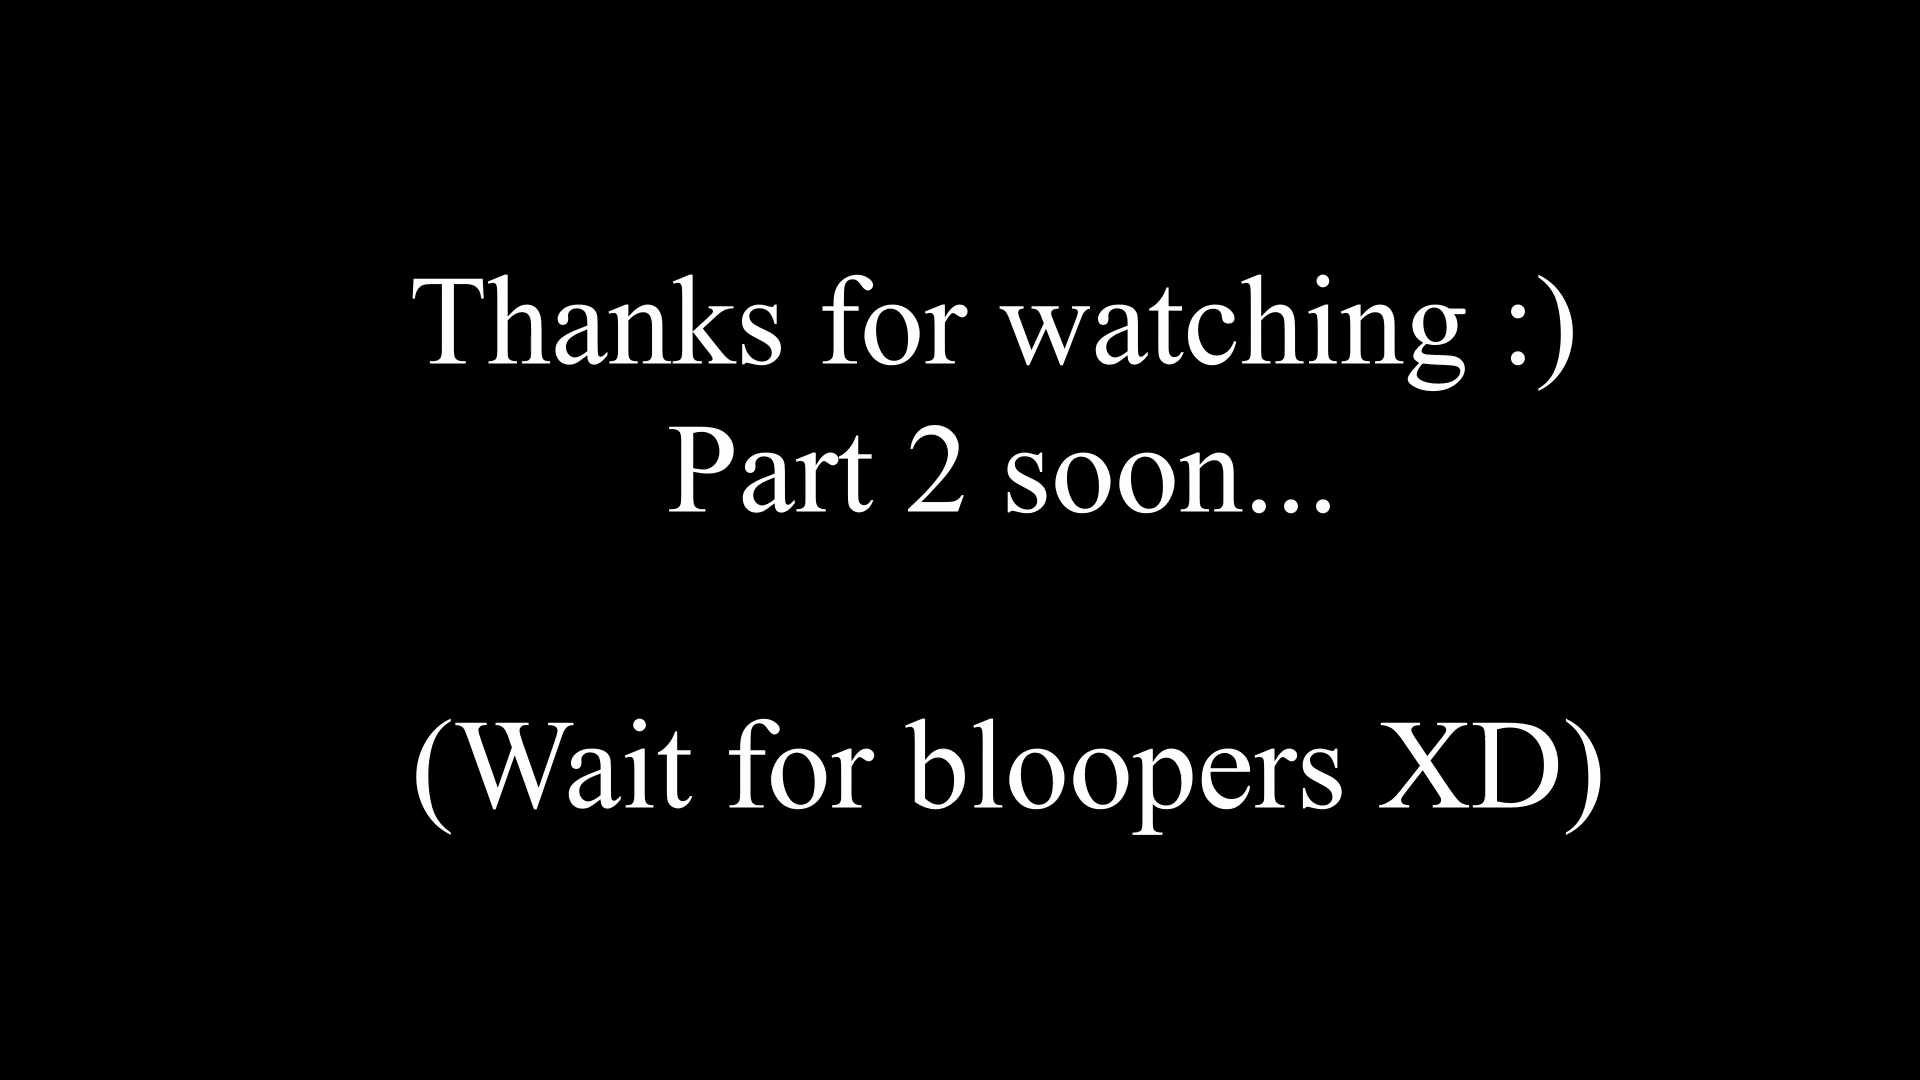 Thanks for watching :)
Part 2 soon...
(Wait for bloopers XD)